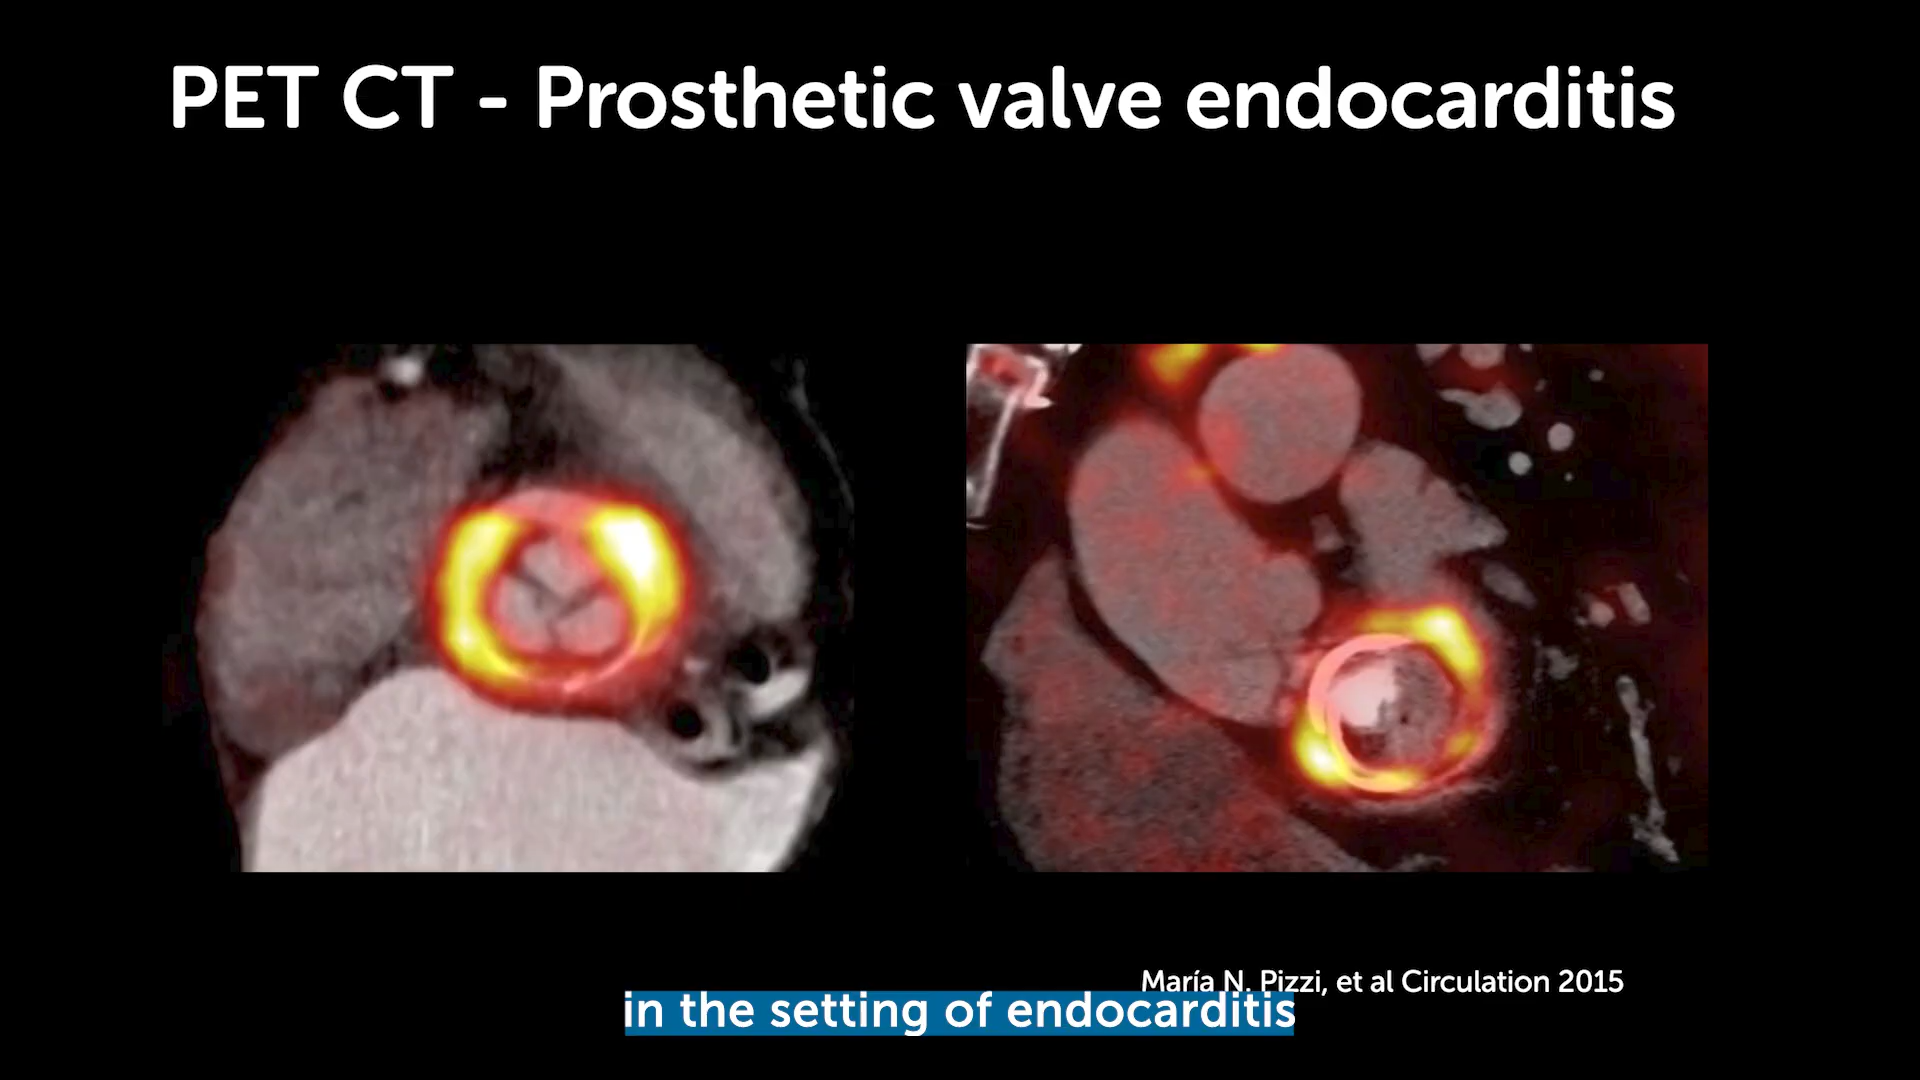 PET CT - Prosthetic valve endocarditis
María N. Pizzi, et al Circulation 2015
in the setting of endocarditis